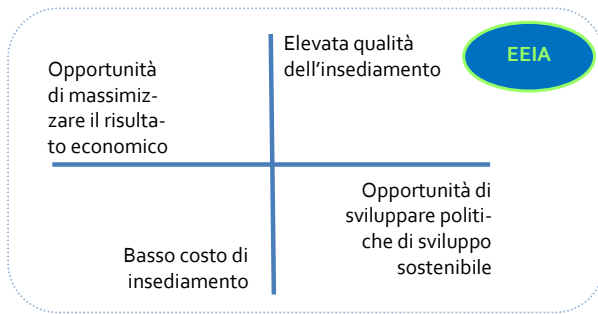 Elevata qualità
dell'insediamento
EEIA
Opportunità
di massimiz-
zare il risulta-
to economico
Opportunità di
sviluppare politi-
che di sviluppo
sostenibile
Basso costo di
insediamento